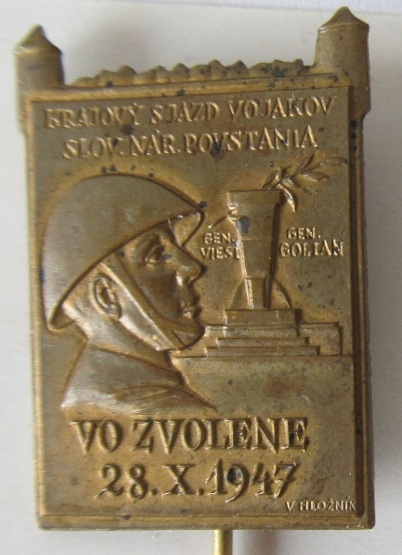 KRAJOVÝ SJAZD VOJAKOV
SLOV. NÁR. POVSTANIA
GEN. VIEST
GEN. GOLIAN
VO ZVOLENE
28. X. 1947
V HLOŽNÍK